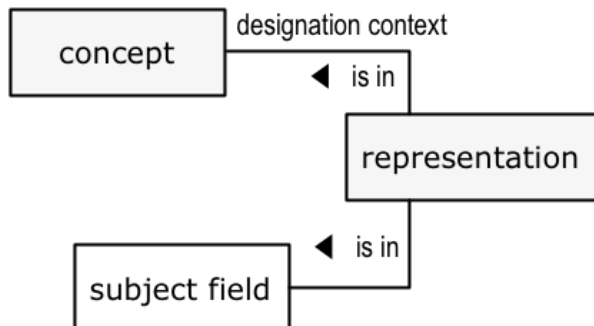 designation context
concept
is in
representation
is in
subject field